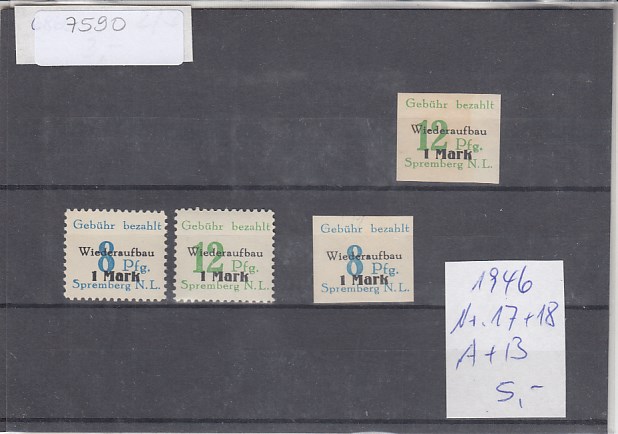 7590
Gebühr bezahlt
12
Wiederaufbau
Pfg.
1 Mark
Spremberg N.L.
Gebühr bezahlt
8
Wiederaufbau
Pfg.
1 Mark
Spremberg N.L.
Gebühr bezahlt
12
Wiederaufbau
Pfg.
1 Mark
Spremberg N.L.
Gebühr bezahlt
8
Wiederaufbau
Pfg.
1 Mark
Spremberg N.L.
1946
Nr. 17+18
A+B
5,-